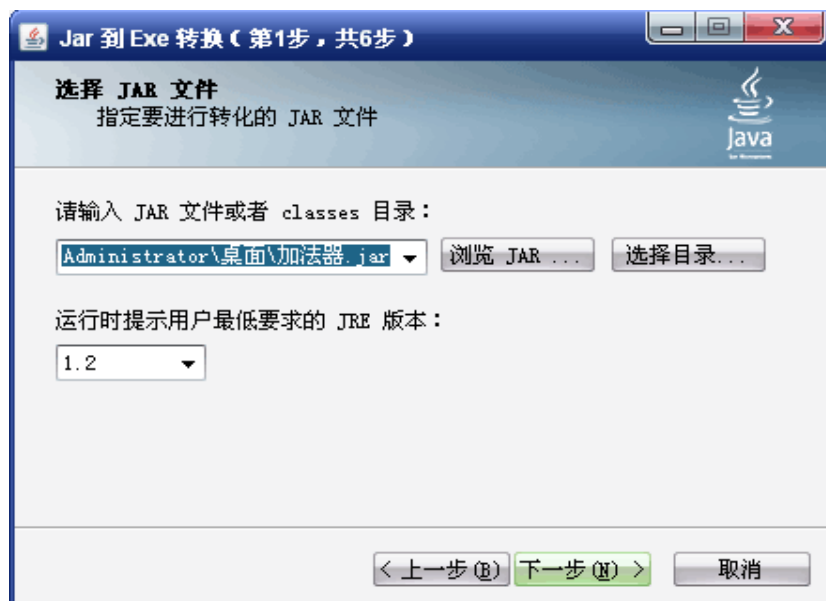 Jar 到 Exe 转换（第1步，共6步）
选择 JAR 文件
指定要进行转化的 JAR 文件
Java
请输入 JAR 文件或者 classes 目录：
Administrator\桌面\加法器.jar
浏览 JAR ...
选择目录...
运行时提示用户最低要求的 JRE 版本：
1.2
< 上一步(B)
下一步(N) >
取消